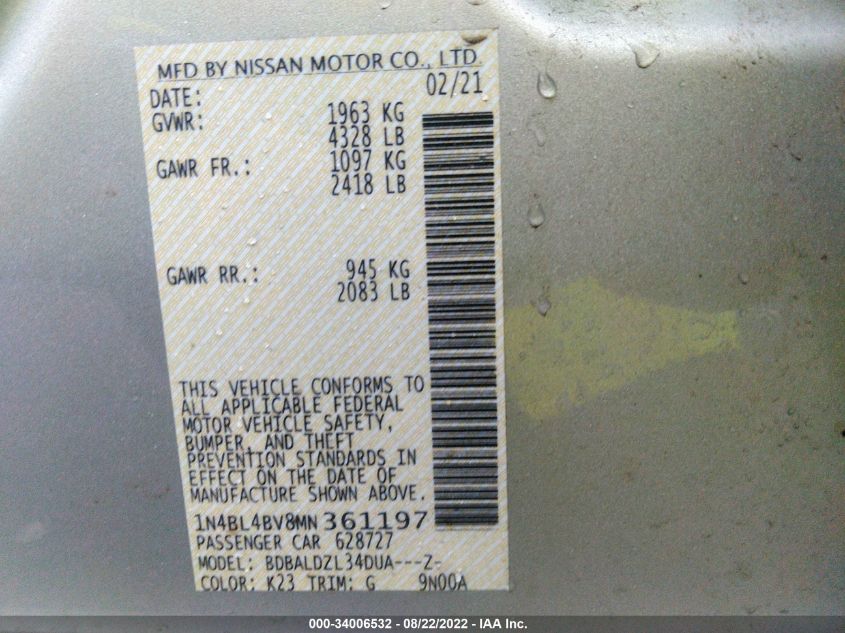 MFD BY NISSAN MOTOR CO., LTD.
DATE: 02/21
GVWR: 1963 KG
4328 LB
GAWR FR.: 1097 KG
2418 LB
GAWR RR.: 945 KG
2083 LB
THIS VEHICLE CONFORMS TO
ALL APPLICABLE FEDERAL
MOTOR VEHICLE SAFETY,
BUMPER, AND THEFT
PREVENTION STANDARDS IN
EFFECT ON THE DATE OF
MANUFACTURE SHOWN ABOVE.
1N4BL4BV8MN361197
PASSENGER CAR 628727
MODEL: BDBALDZL34DUA---Z-
COLOR: K23 TRIM: G 9N00A
000-34006532 - 08/22/2022 - IAA Inc.